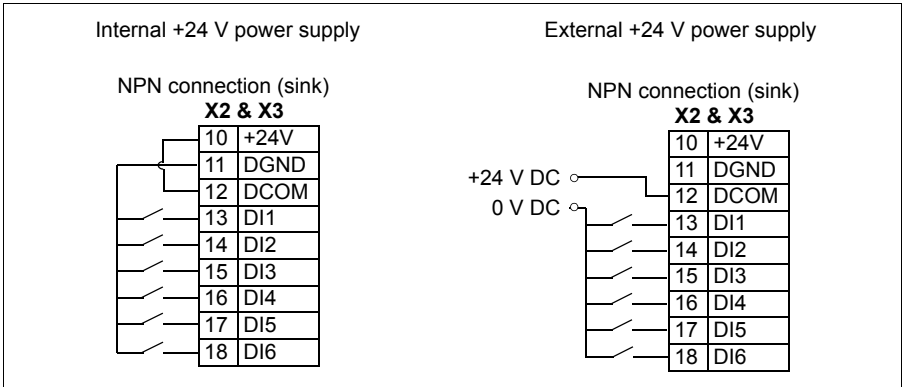 Internal +24 V power supply
NPN connection (sink)
X2 & X3
10 +24V
11 DGND
12 DCOM
13 DI1
14 DI2
15 DI3
16 DI4
17 DI5
18 DI6
External +24 V power supply
NPN connection (sink)
X2 & X3
10 +24V
11 DGND
+24 V DC
12 DCOM
0 V DC
13 DI1
14 DI2
15 DI3
16 DI4
17 DI5
18 DI6